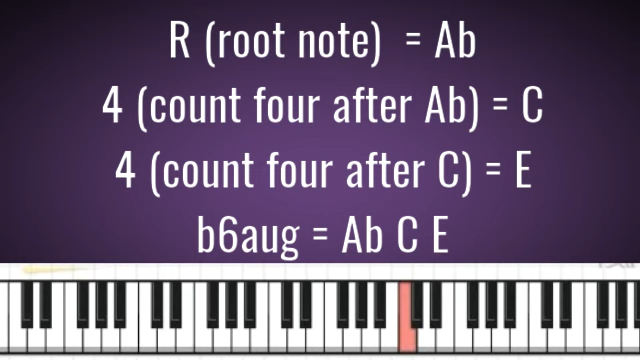 R (root note) = Ab
4 (count four after Ab) = C
4 (count four after C) = E
b6aug = Ab C E